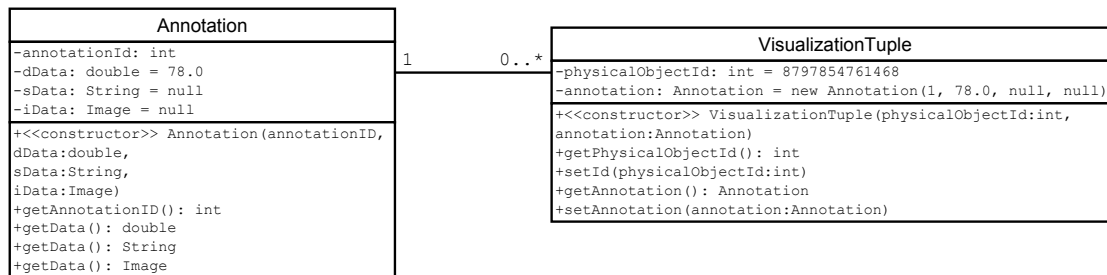 Annotation
-annotationId: int
-dData: double = 78.0
-sData: String = null
-iData: Image = null
+<<constructor>> Annotation(annotationID,
dData:double,
sData:String,
iData:Image)
+getAnnotationID(): int
+getData(): double
+getData(): String
+getData(): Image
1
0..*
VisualizationTuple
-physicalObjectId: int = 8797854761468
-annotation: Annotation = new Annotation(1, 78.0, null, null)
+<<constructor>> VisualizationTuple(physicalObjectId:int,
annotation:Annotation)
+getPhysicalObjectId(): int
+setId(physicalObjectId:int)
+getAnnotation(): Annotation
+setAnnotation(annotation:Annotation)